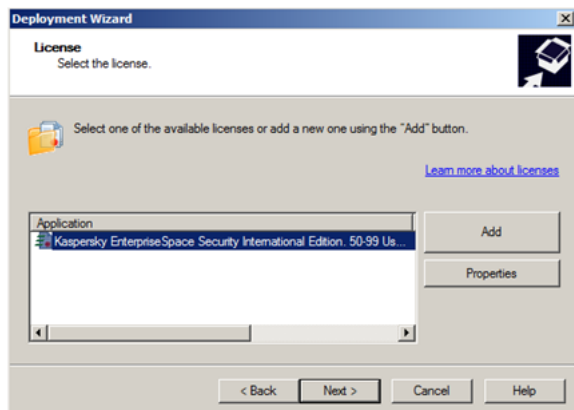 Deployment Wizard
License
Select the license.
Select one of the available licenses or add a new one using the "Add" button.
Learn more about licenses
Application
Kaspersky EnterpriseSpace Security International Edition. 50-99 Us...
Add
Properties
< Back
Next >
Cancel
Help